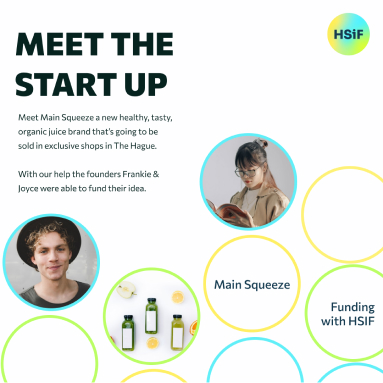 HSiF
MEET THE
START UP
Meet Main Squeeze a new healthy, tasty,
organic juice brand that's going to be
sold in exclusive shops in The Hague.
With our help the founders Frankie &
Joyce were able to fund their idea.
Main Squeeze
Funding
with HSIF